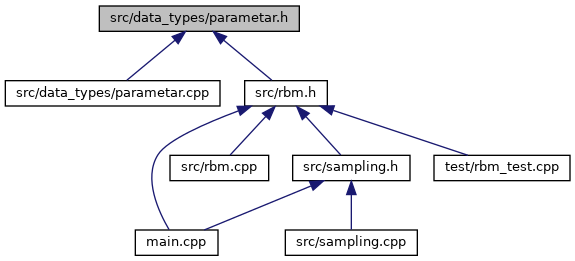 src/data_types/parametar.h
src/data_types/parametar.cpp
src/rbm.h
src/rbm.cpp
src/sampling.h
test/rbm_test.cpp
main.cpp
src/sampling.cpp